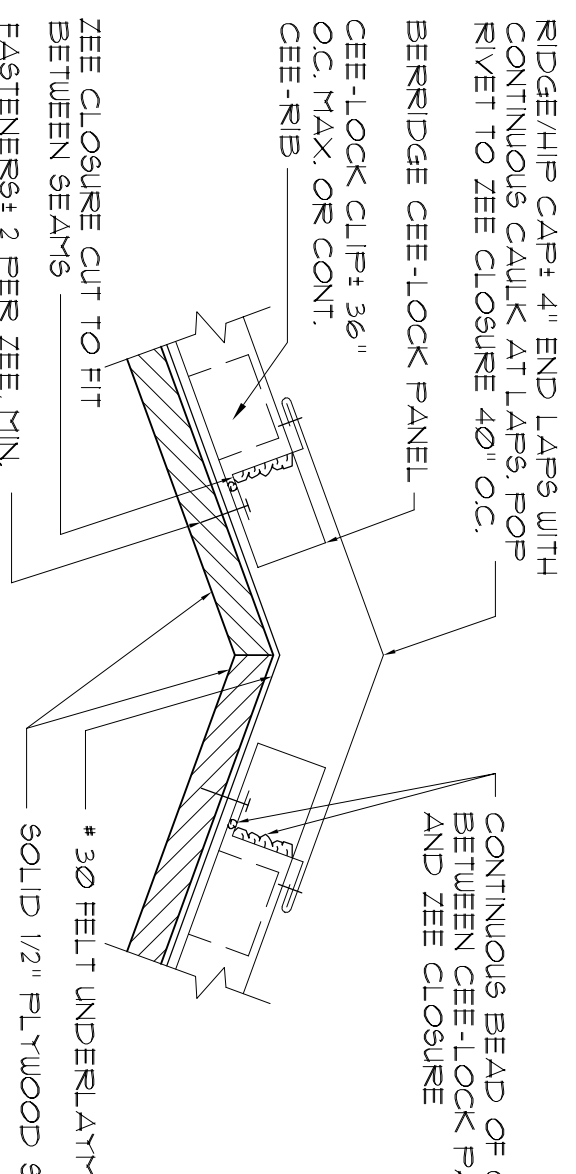 RIDGE/HIP CAP± 4" END LAPS WITH
CONTINUOUS CAULK AT LAPS. POP
RIVET TO ZEE CLOSURE 40" O.C.
BERRIDGE CEE-LOCK PANEL
CEE-LOCK CLIP± 36"
O.C. MAX. OR CONT.
CEE-RIB
ZEE CLOSURE CUT TO FIT
BETWEEN SEAMS
FASTENERS± 2 PER ZEE, MIN.
CONTINUOUS BEAD OF
BETWEEN CEE-LOCK
AND ZEE CLOSURE
# 30 FELT
SOLID 1/2" PLYWOOD